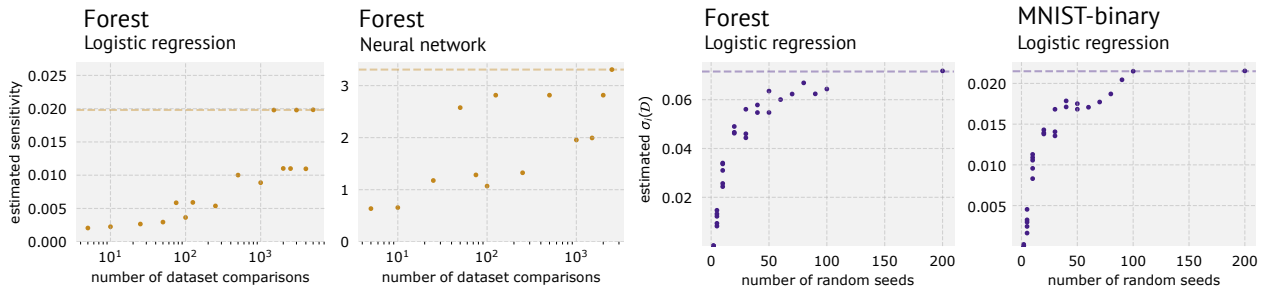 Forest
Logistic regression
estimated sensitivity
0.025
0.020
0.015
0.010
0.005
0.000
10¹ 10² 10³
number of dataset comparisons
Forest
Neural network
3
2
1
0
10¹ 10² 10³
number of dataset comparisons
Forest
Logistic regression
estimated σᵢ(𝒟)
0.06
0.04
0.02
0 50 100 150 200
number of random seeds
MNIST-binary
Logistic regression
0.020
0.015
0.010
0.005
0 50 100 150 200
number of random seeds